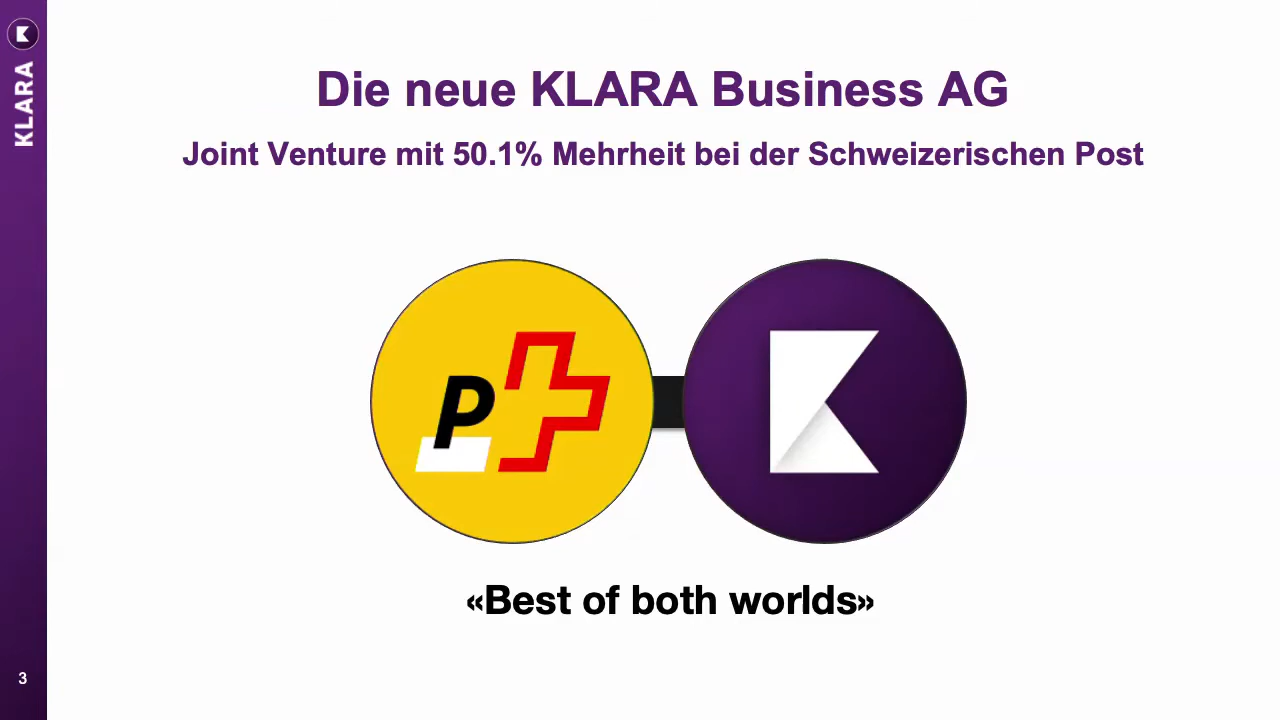 KLARA
Die neue KLARA Business AG
Joint Venture mit 50.1% Mehrheit bei der Schweizerischen Post
P
«Best of both worlds»
3